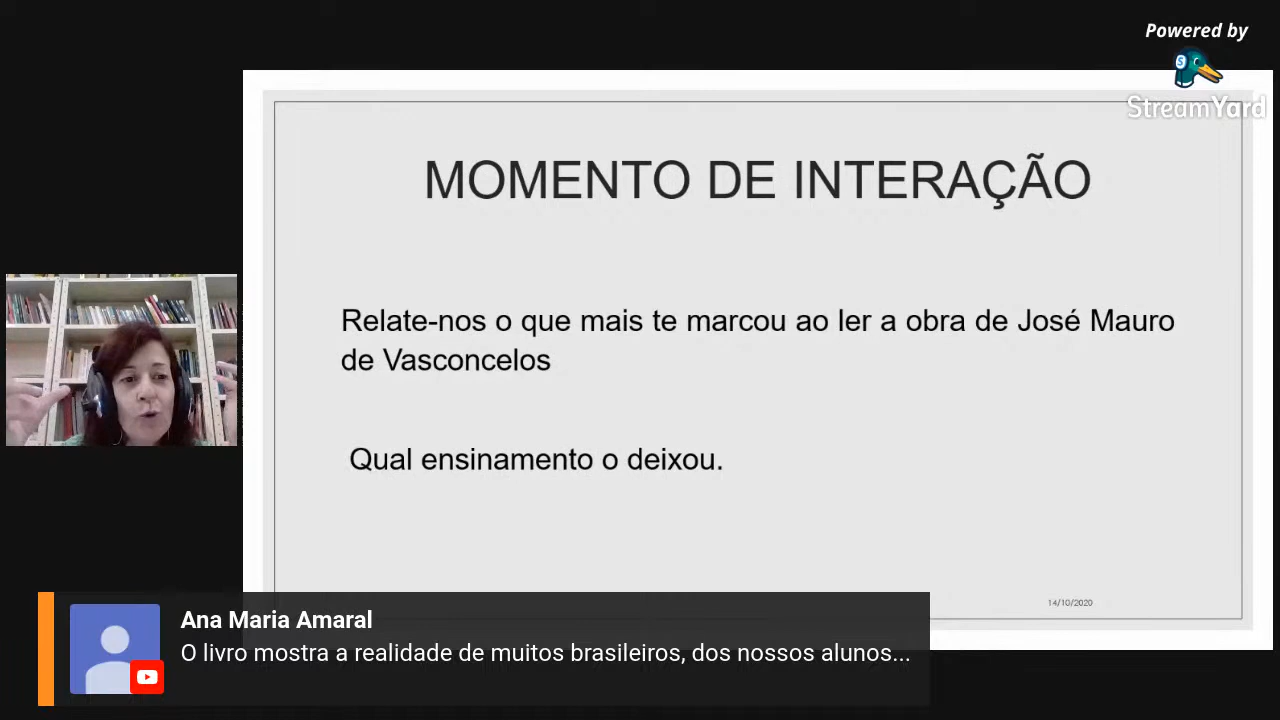 Powered by
StreamYard
MOMENTO DE INTERAÇÃO
Relate-nos o que mais te marcou ao ler a obra de José Mauro
de Vasconcelos
Qual ensinamento o deixou.
14/10/2020
Ana Maria Amaral
O livro mostra a realidade de muitos brasileiros, dos nossos alunos...